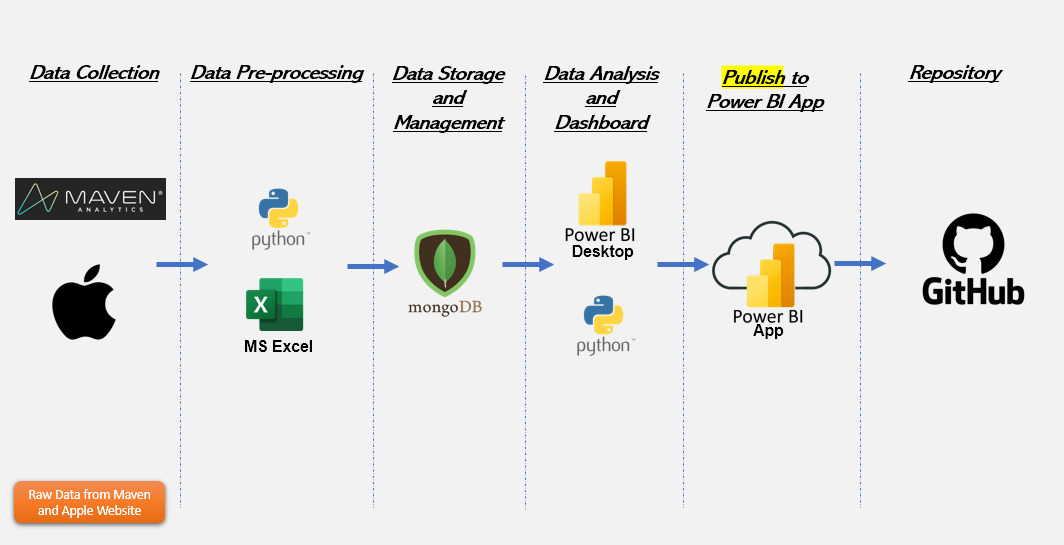 Data Collection
Data Pre-processing
Data Storage
and
Management
Data Analysis
and
Dashboard
Publish to
Power BI App
Repository
MAVEN®
ANALYTICS
python™
X
MS Excel
mongoDB
Power BI
Desktop
python™
Power BI
App
GitHub
Raw Data from Maven
and Apple Website